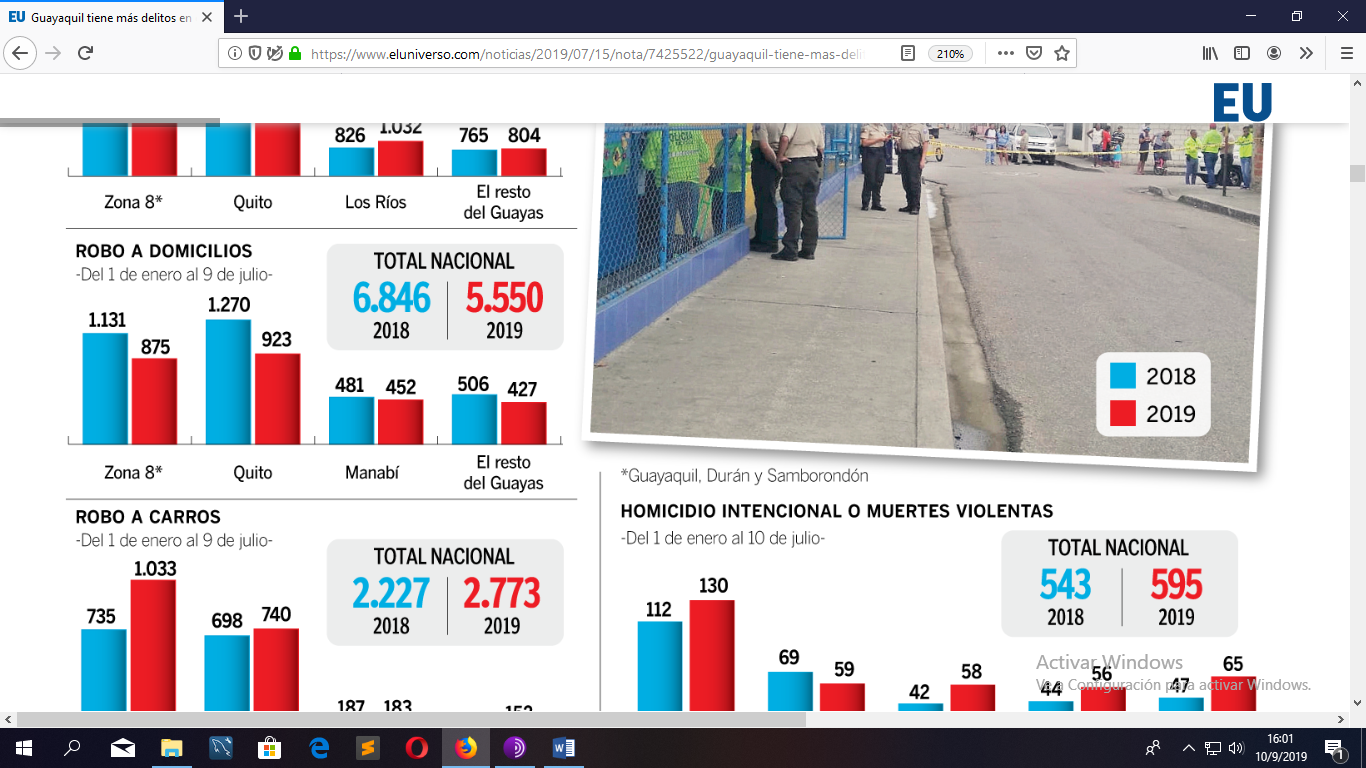 EU Guayaquil tiene más delitos en
https://www.eluniverso.com/noticias/2019/07/15/nota/7425522/guayaquil-tiene-mas-deli
210%
EU
826 1.032 765 804
Zona 8* Quito Los Ríos El resto
del Guayas
ROBO A DOMICILIOS
-Del 1 de enero al 9 de julio-
TOTAL NACIONAL
6.846 5.550
2018 2019
1.131 875 1.270 923 481 452 506 427
Zona 8* Quito Manabí El resto
del Guayas
ROBO A CARROS
-Del 1 de enero al 9 de julio-
TOTAL NACIONAL
2.227 2.773
2018 2019
735 1.033 698 740 187 183
2018
2019
*Guayaquil, Durán y Samborondón
HOMICIDIO INTENCIONAL O MUERTES VIOLENTAS
-Del 1 de enero al 10 de julio-
TOTAL NACIONAL
543 595
2018 2019
112 130 69 59 42 58 44 56 47 65
Activar Windows
Ve a Configuración para activar Windows.
16:01
10/9/2019
1